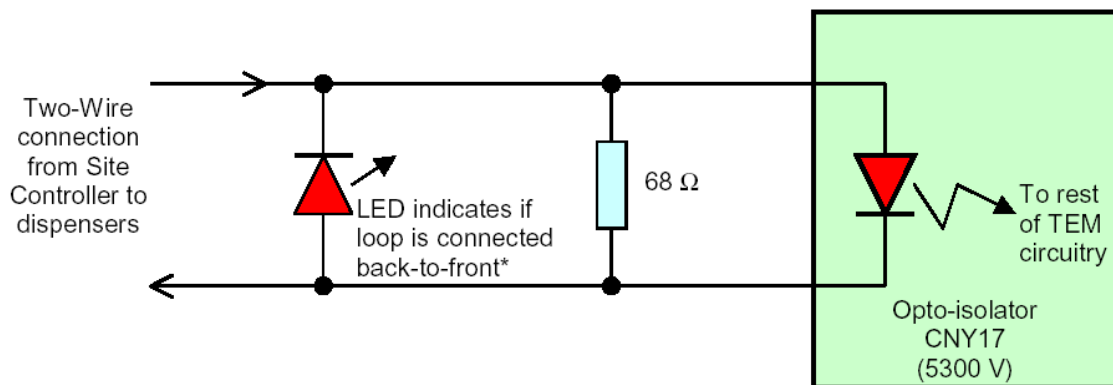 Two-Wire
connection
from Site
Controller to
dispensers
LED indicates if
loop is connected
back-to-front*
68 Ω
To rest
of TEM
circuitry
Opto-isolator
CNY17
(5300 V)